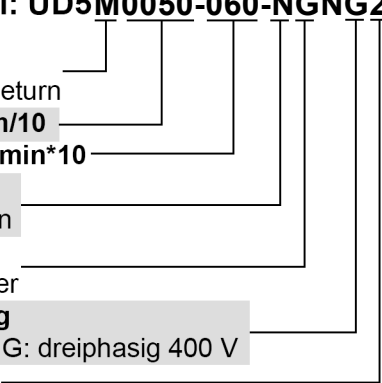 : UD5M0050-060-NGNG2
eturn
n/10
min*10
n
er
g
G: dreiphasig 400 V